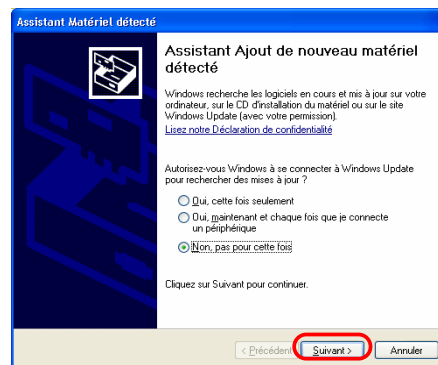 Assistant Matériel détecté
Assistant Ajout de nouveau matériel
détecté
Windows recherche les logiciels en cours et mis à jour sur votre
ordinateur, sur le CD d'installation du matériel ou sur le site
Windows Update (avec votre permission).
Lisez notre Déclaration de confidentialité
Autorisez-vous Windows à se connecter à Windows Update
pour rechercher des mises à jour ?
Oui, cette fois seulement
Oui, maintenant et chaque fois que je connecte
un périphérique
Non, pas pour cette fois
Cliquez sur Suivant pour continuer.
< Précédent
Suivant >
Annuler